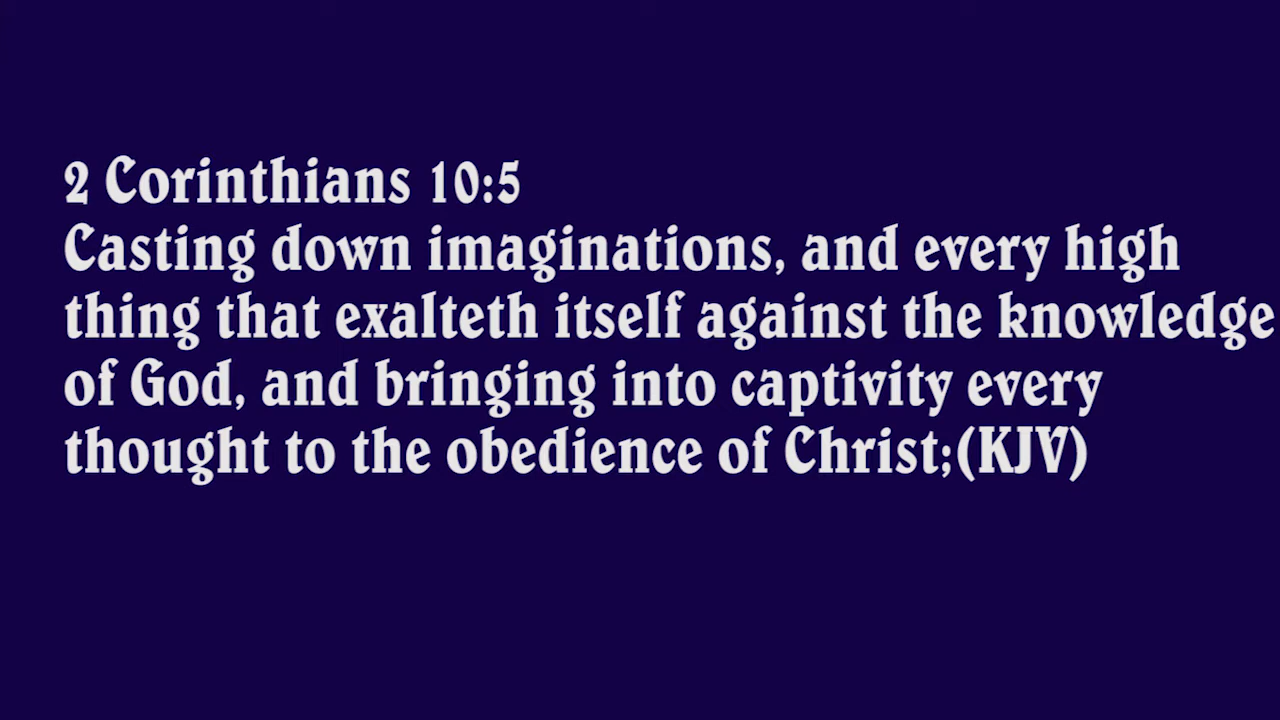 2 Corinthians 10:5
Casting down imaginations, and every high
thing that exalteth itself against the knowledge
of God, and bringing into captivity every
thought to the obedience of Christ;(KJV)